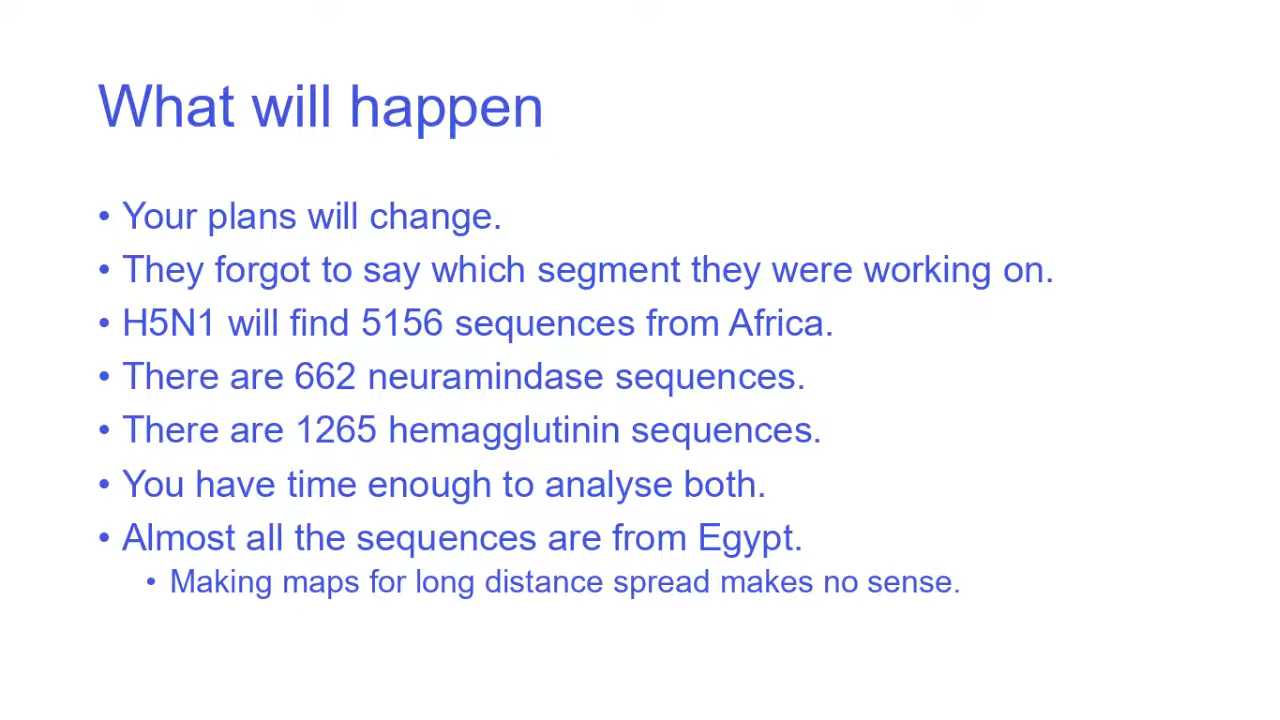 What will happen
• Your plans will change.
• They forgot to say which segment they were working on.
• H5N1 will find 5156 sequences from Africa.
• There are 662 neuramindase sequences.
• There are 1265 hemagglutinin sequences.
• You have time enough to analyse both.
• Almost all the sequences are from Egypt.
• Making maps for long distance spread makes no sense.